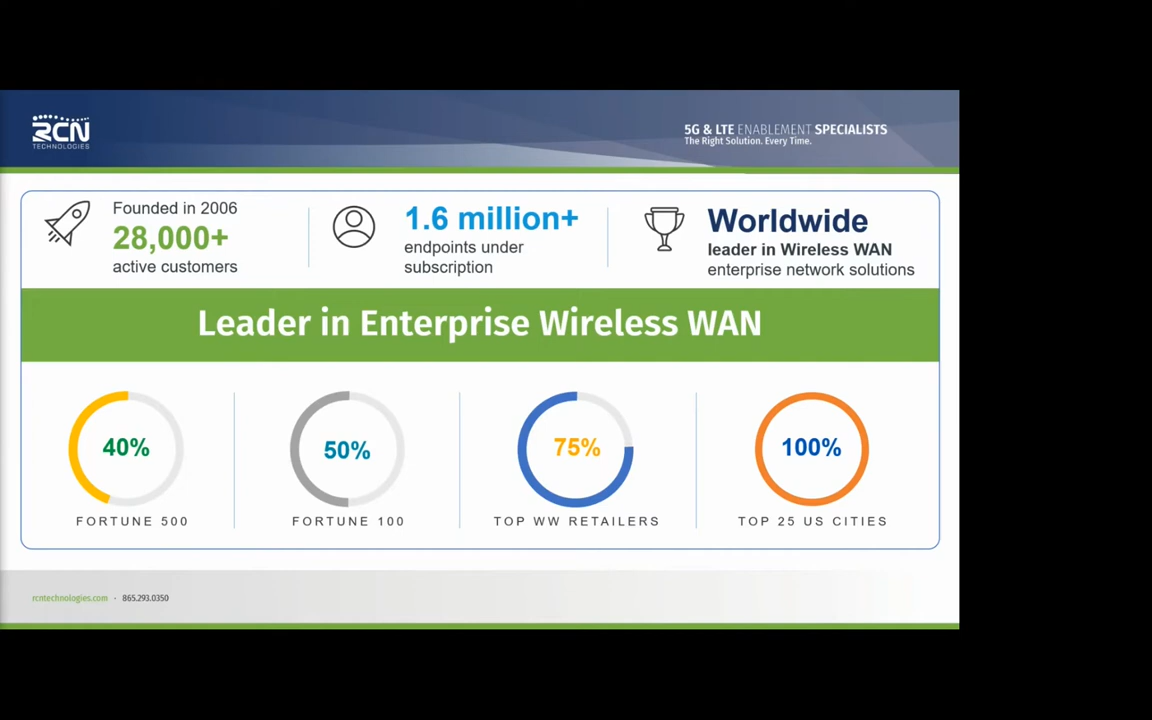 RCN
TECHNOLOGIES
5G & LTE ENABLEMENT SPECIALISTS
The Right Solution. Every Time.
Founded in 2006
28,000+
active customers
1.6 million+
endpoints under
subscription
Worldwide
leader in Wireless WAN
enterprise network solutions
Leader in Enterprise Wireless WAN
40%
FORTUNE 500
50%
FORTUNE 100
75%
TOP WW RETAILERS
100%
TOP 25 US CITIES
rcntechnologies.com · 865.293.0350